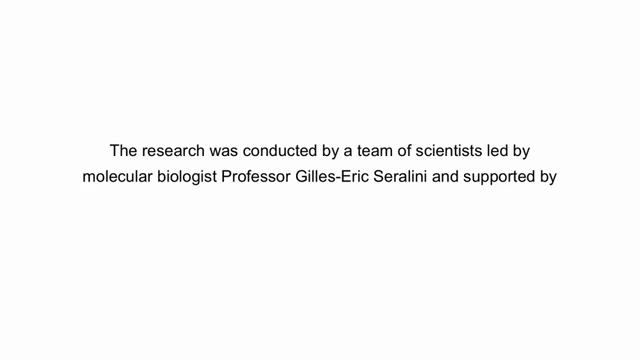 The research was conducted by a team of scientists led by
molecular biologist Professor Gilles-Eric Seralini and supported by